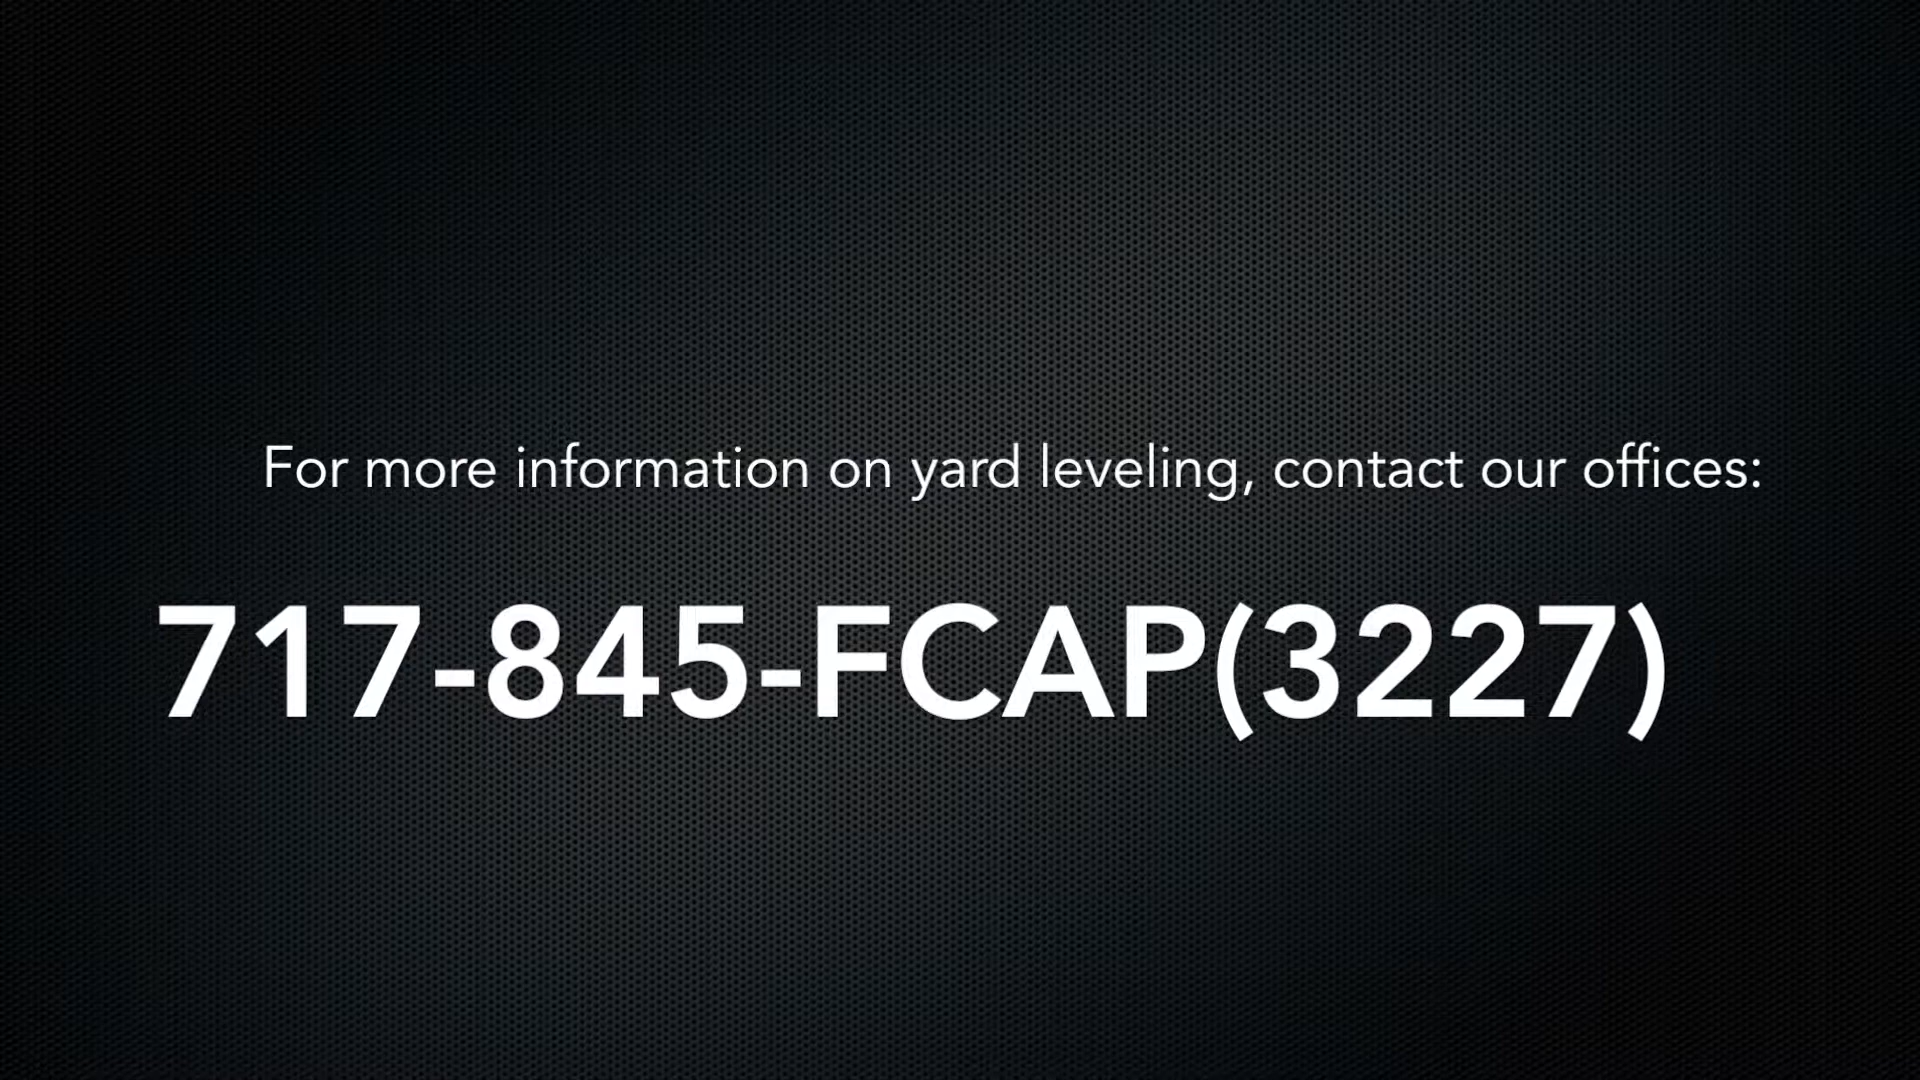 For more information on yard leveling, contact our offices:
717-845-FCAP(3227)